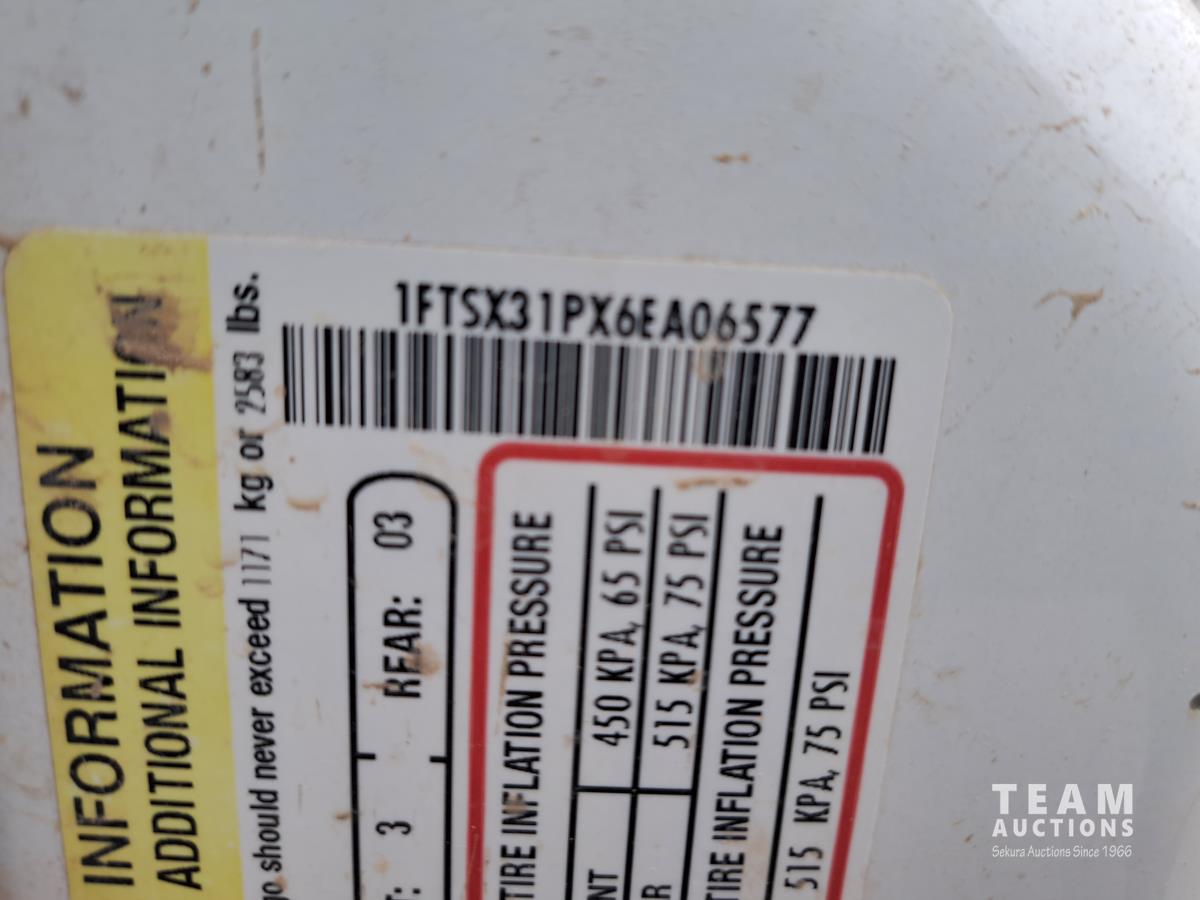 1FTSX31PX6EA06577
INFORMATION
ADDITIONAL INFORMATION
go should never exceed 1171 kg or 2583 lbs.
T: 3 REAR: 03
TIRE INFLATION PRESSURE
NT 450 KPA, 65 PSI
R 515 KPA, 75 PSI
TIRE INFLATION PRESSURE
515 KPA, 75 PSI
TEAM
AUCTIONS
Sekura Auctions Since 1966